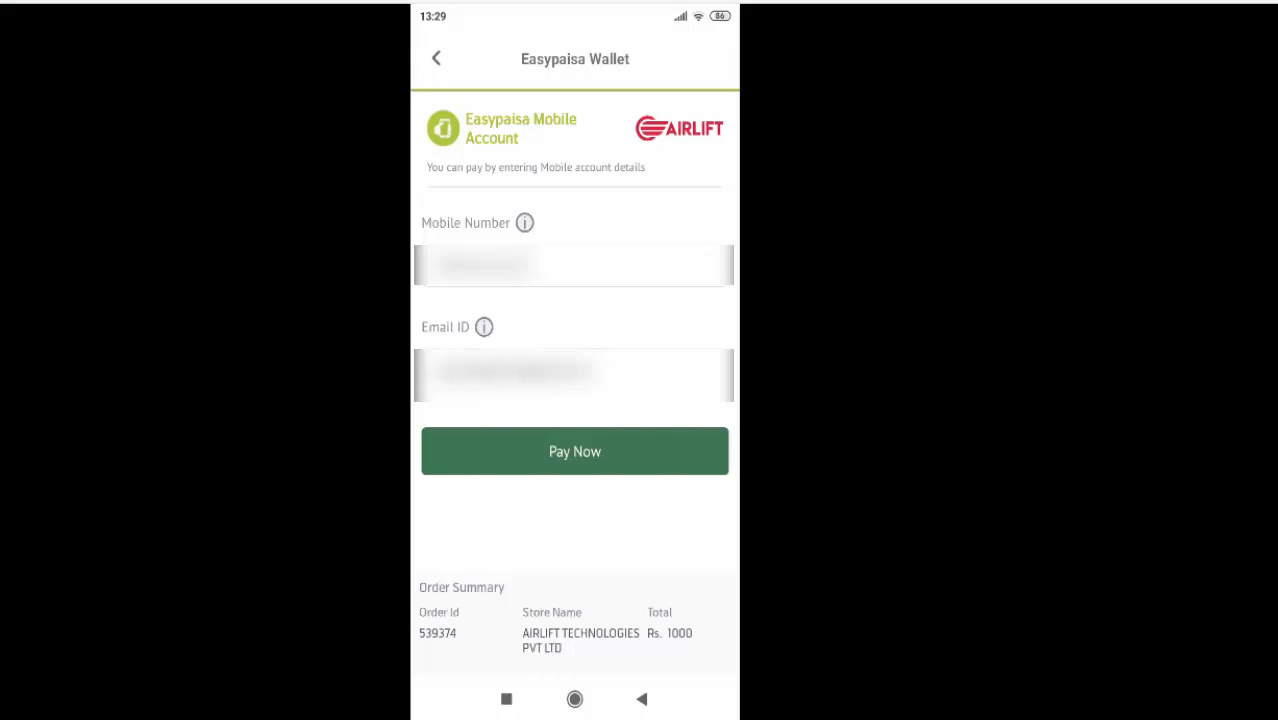 13:29
86
Easypaisa Wallet
Easypaisa Mobile
Account
AIRLIFT
You can pay by entering Mobile account details
Mobile Number
Email ID
Pay Now
Order Summary
Order Id Store Name Total
539374 AIRLIFT TECHNOLOGIES Rs. 1000
PVT LTD